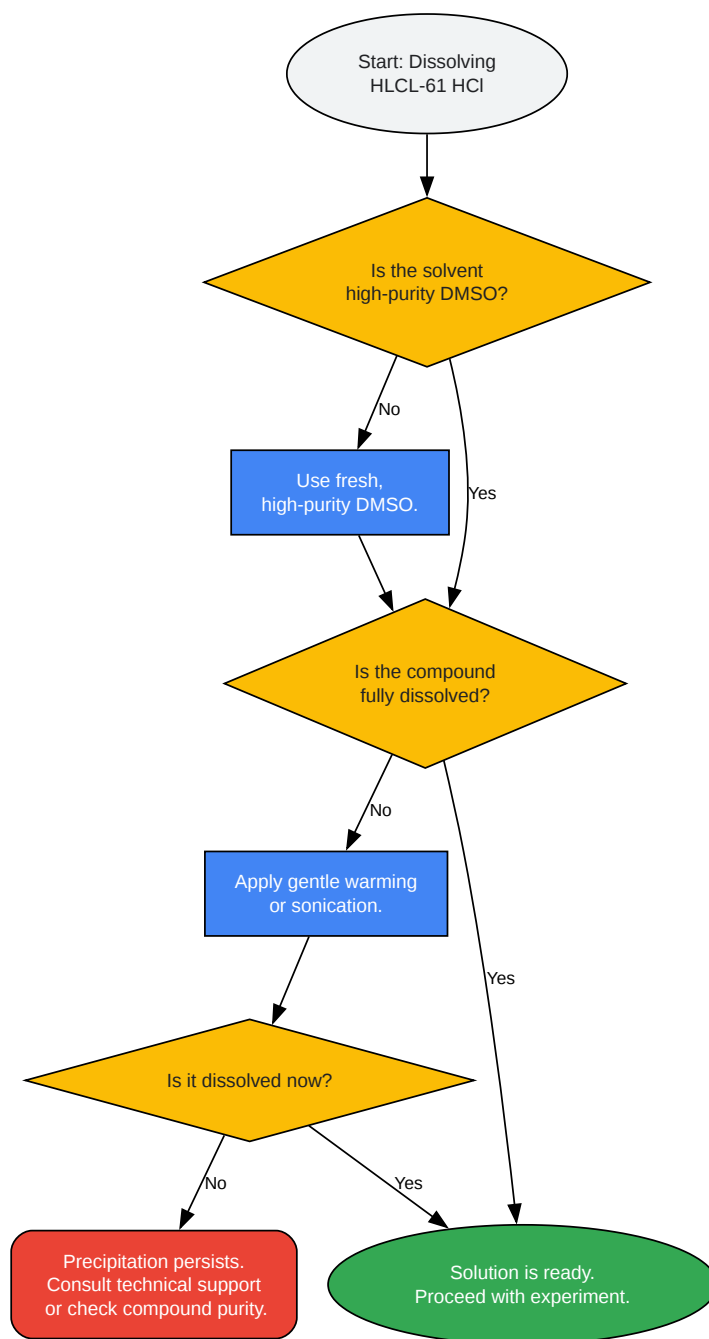 Start: Dissolving
HLCL-61 HCl
Is the solvent
high-purity DMSO?
No
Use fresh,
high-purity DMSO.
Yes
Is the compound
fully dissolved?
No
Apply gentle warming
or sonication.
Yes
Is it dissolved now?
No
Yes
Precipitation persists.
Consult technical support
or check compound purity.
Solution is ready.
Proceed with experiment.